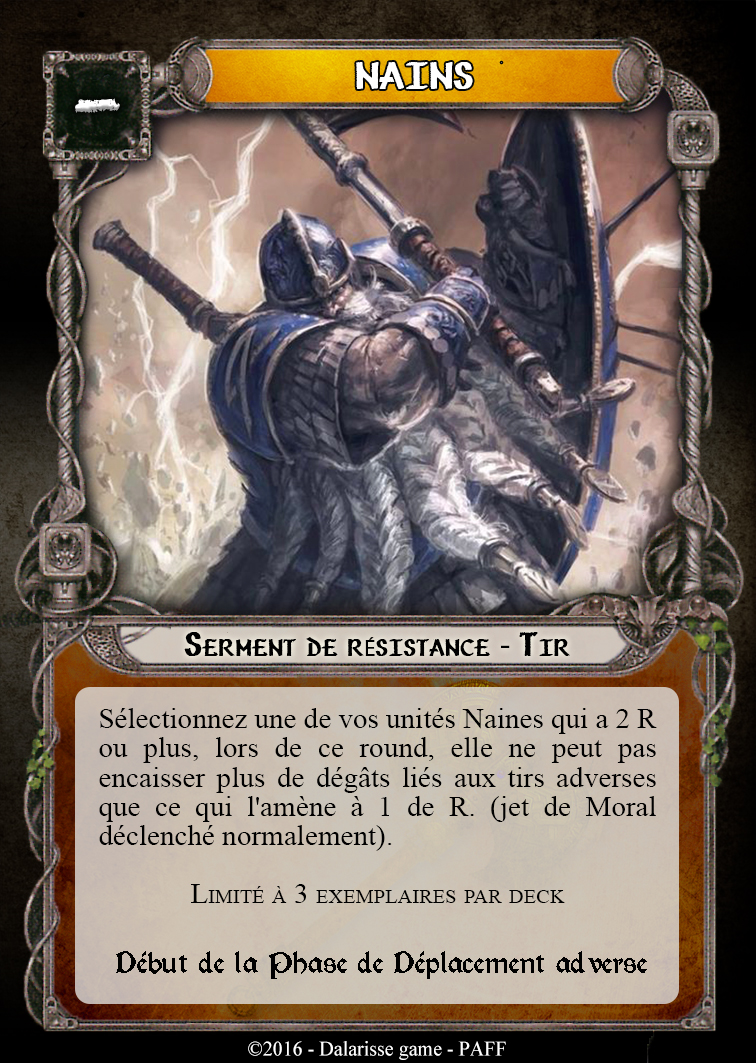 -
NAINS
Serment de résistance - Tir
Sélectionnez une de vos unités Naines qui a 2 R
ou plus, lors de ce round, elle ne peut pas
encaisser plus de dégâts liés aux tirs adverses
que ce qui l'amène à 1 de R. (jet de Moral
déclenché normalement).
Limité à 3 exemplaires par deck
Début de la Phase de Déplacement adverse
©2016 - Dalarisse game - PAFF